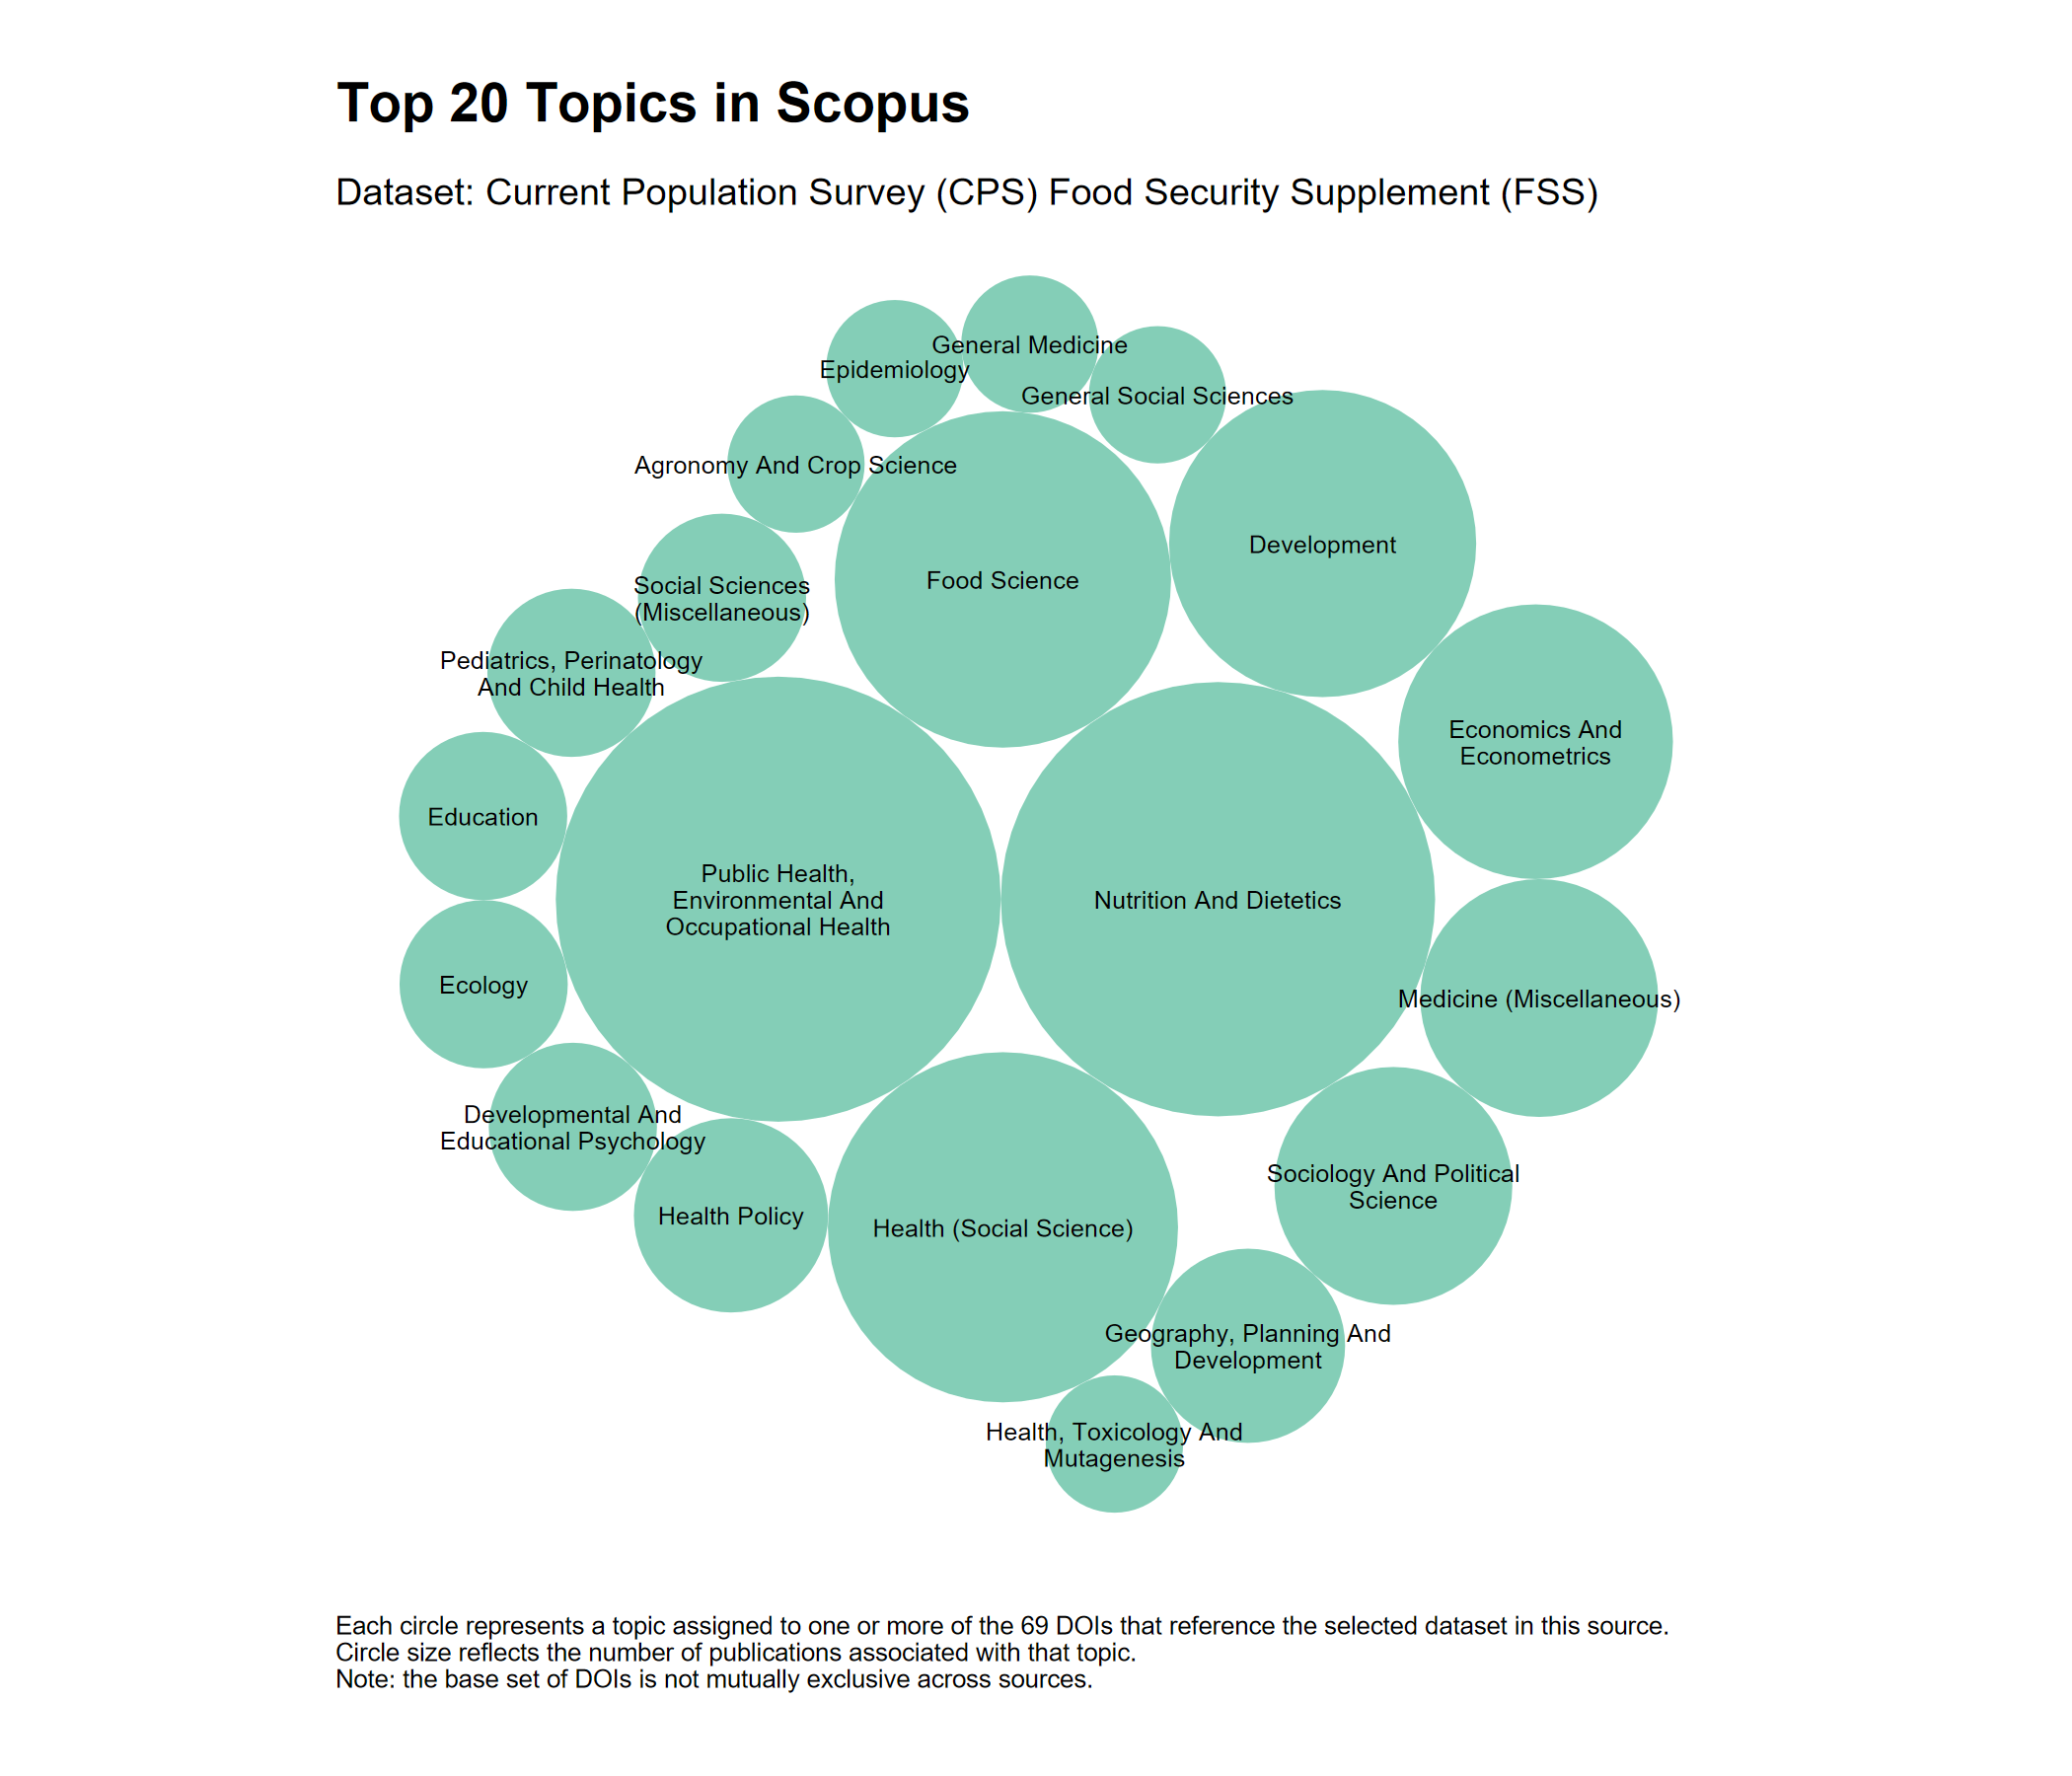 Top 20 Topics in Scopus
Dataset: Current Population Survey (CPS) Food Security Supplement (FSS)
General Medicine
Epidemiology
General Social Sciences
Agronomy And Crop Science
Development
Food Science
Social Sciences
(Miscellaneous)
Pediatrics, Perinatology
And Child Health
Economics And
Econometrics
Education
Public Health,
Environmental And
Occupational Health
Nutrition And Dietetics
Ecology
Medicine (Miscellaneous)
Developmental And
Educational Psychology
Sociology And Political
Science
Health Policy
Health (Social Science)
Geography, Planning And
Development
Health, Toxicology And
Mutagenesis
Each circle represents a topic assigned to one or more of the 69 DOIs that reference the selected dataset in this source.
Circle size reflects the number of publications associated with that topic.
Note: the base set of DOIs is not mutually exclusive across sources.